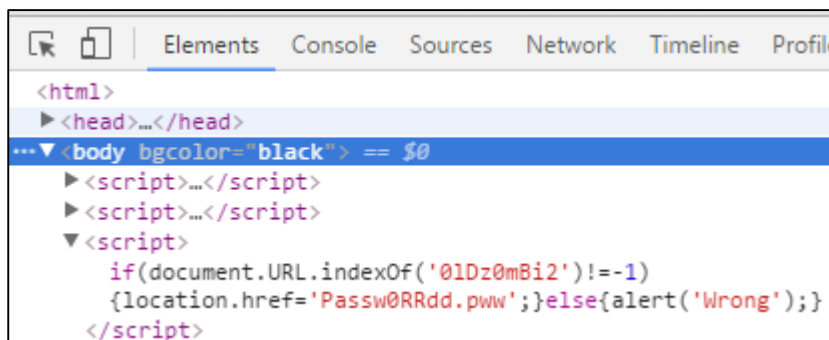 Elements Console Sources Network Timeline Profil
<html>
▶<head>…</head>
···▼<body bgcolor="black"> == $0
▶<script>…</script>
▶<script>…</script>
▼<script>
if(document.URL.indexOf('0lDz0mBi2')!=-1)
{location.href='Passw0RRdd.pww';}else{alert('Wrong');}
</script>